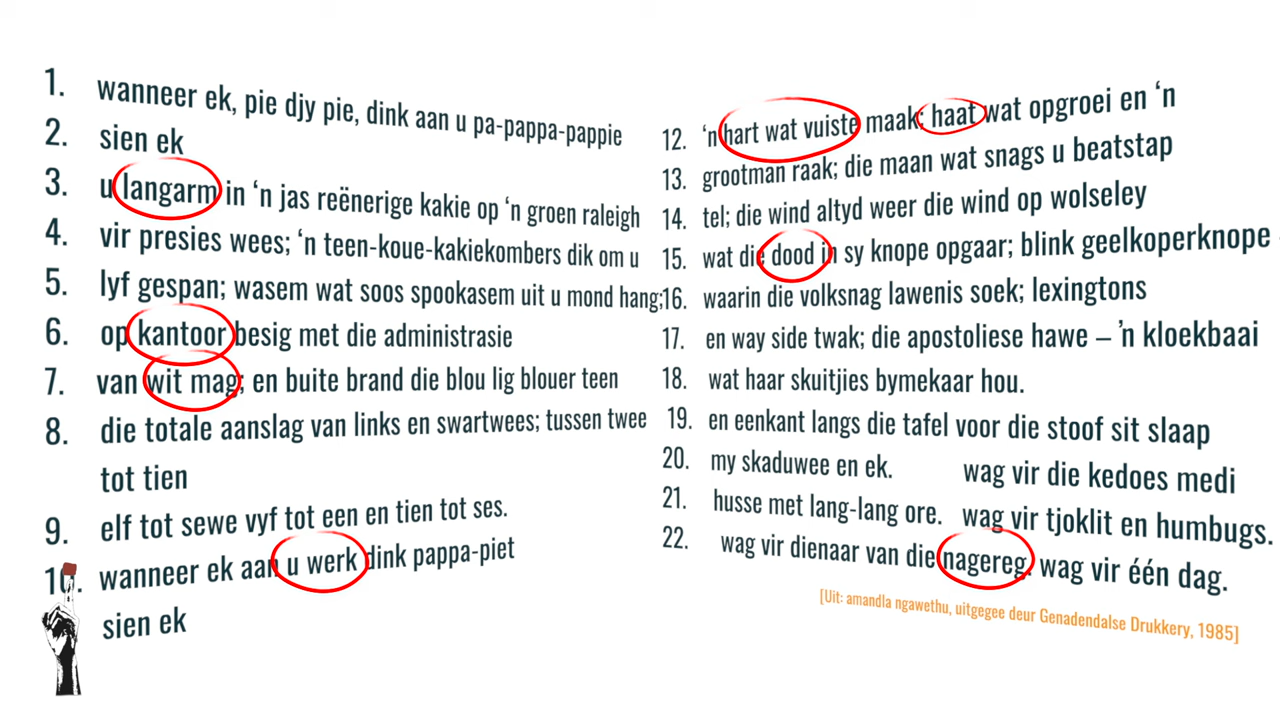 1. wanneer ek, pie djy pie, dink aan u pa-pappa-pappie
2. sien ek
3. u langarm in ‘n jas reënerige kakie op ‘n groen raleigh
4. vir presies wees; ‘n teen-koue-kakiekombers dik om u
5. lyf gespan; wasem wat soos spookasem uit u mond hang;
6. op kantoor besig met die administrasie
7. van wit mag; en buite brand die blou lig blouer teen
8. die totale aanslag van links en swartwees; tussen twee
tot tien
9. elf tot sewe vyf tot een en tien tot ses.
10. wanneer ek aan u werk dink pappa-piet
sien ek
12. ‘n hart wat vuiste maak; haat wat opgroei en ‘n
13. grootman raak; die maan wat snags u beatstap
14. tel; die wind altyd weer die wind op wolseley
15. wat die dood in sy knope opgaar; blink geelkoperknope
16. waarin die volksnag lawenis soek; lexingtons
17. en way side twak; die apostoliese hawe – ’n kloekbaai
18. wat haar skuitjies bymekaar hou.
19. en eenkant langs die tafel voor die stoof sit slaap
20. my skaduwee en ek. wag vir die kedoes medi
21. husse met lang-lang ore. wag vir tjoklit en humbugs.
22. wag vir dienaar van die nagereg. wag vir één dag.
[Uit: amandla ngawethu, uitgegee deur Genadendalse Drukkery, 1985]